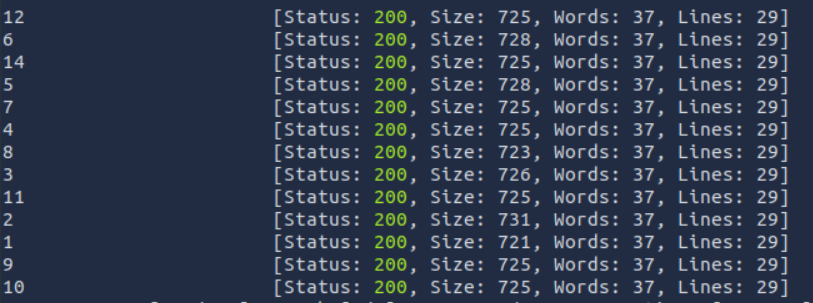 12 [Status: 200, Size: 725, Words: 37, Lines: 29]
6 [Status: 200, Size: 728, Words: 37, Lines: 29]
14 [Status: 200, Size: 725, Words: 37, Lines: 29]
5 [Status: 200, Size: 728, Words: 37, Lines: 29]
7 [Status: 200, Size: 725, Words: 37, Lines: 29]
4 [Status: 200, Size: 725, Words: 37, Lines: 29]
8 [Status: 200, Size: 723, Words: 37, Lines: 29]
3 [Status: 200, Size: 726, Words: 37, Lines: 29]
11 [Status: 200, Size: 725, Words: 37, Lines: 29]
2 [Status: 200, Size: 731, Words: 37, Lines: 29]
1 [Status: 200, Size: 721, Words: 37, Lines: 29]
9 [Status: 200, Size: 725, Words: 37, Lines: 29]
10 [Status: 200, Size: 725, Words: 37, Lines: 29]